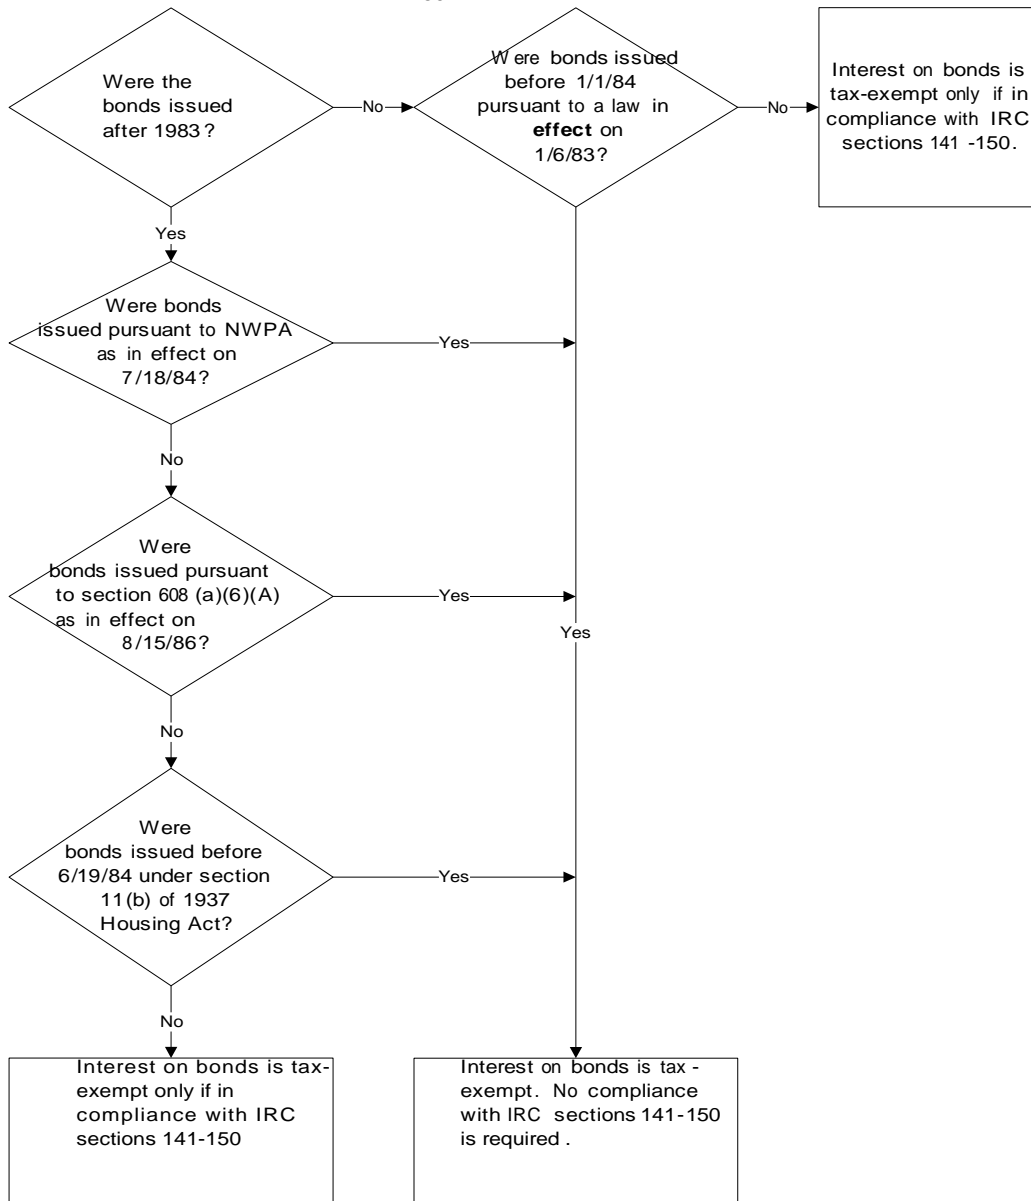 Were the
bonds issued
after 1983?
No
Were bonds issued
before 1/1/84
pursuant to a law in
effect on
1/6/83?
No
Interest on bonds is
tax-exempt only if in
compliance with IRC
sections 141 -150.
Yes
Were bonds
issued pursuant to NWPA
as in effect on
7/18/84?
Yes
No
Were
bonds issued pursuant
to section 608 (a)(6)(A)
as in effect on
8/15/86?
Yes
Yes
No
Were
bonds issued before
6/19/84 under section
11(b) of 1937
Housing Act?
Yes
No
Interest on bonds is tax-
exempt only if in
compliance with IRC
sections 141-150
Interest on bonds is tax -
exempt. No compliance
with IRC sections 141-150
is required .